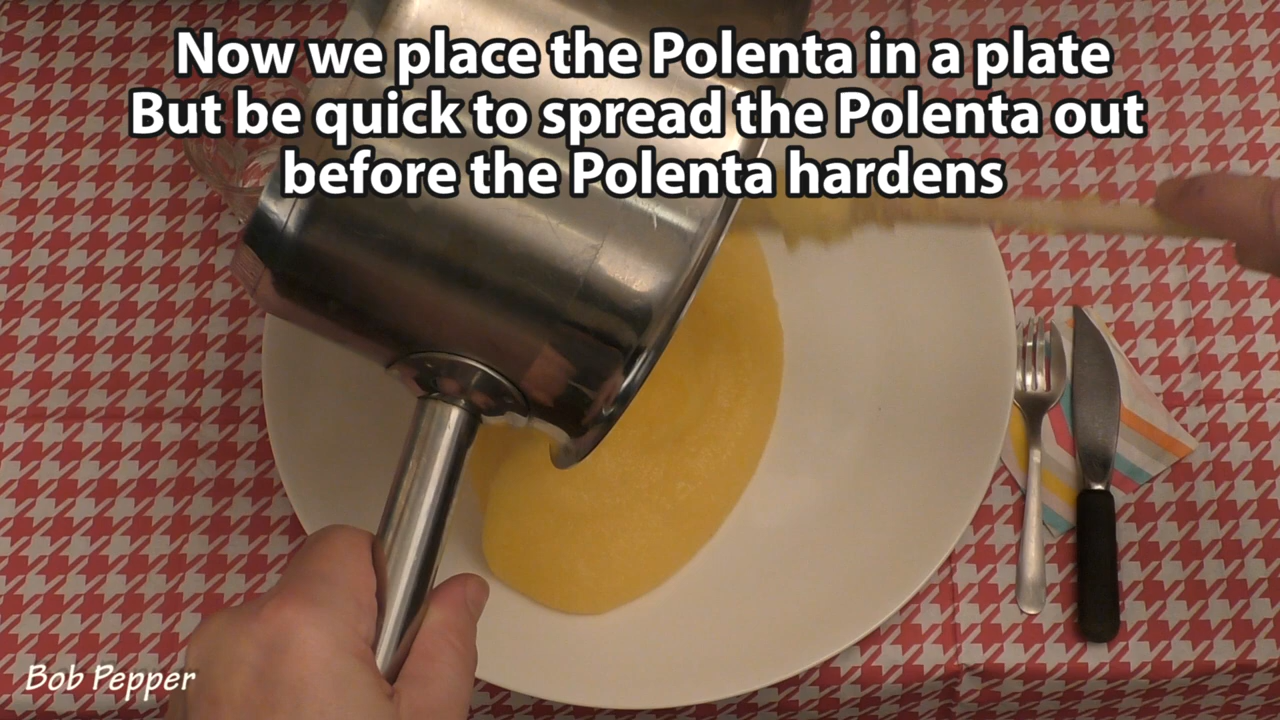 Now we place the Polenta in a plate
But be quick to spread the Polenta out
before the Polenta hardens
Bob Pepper